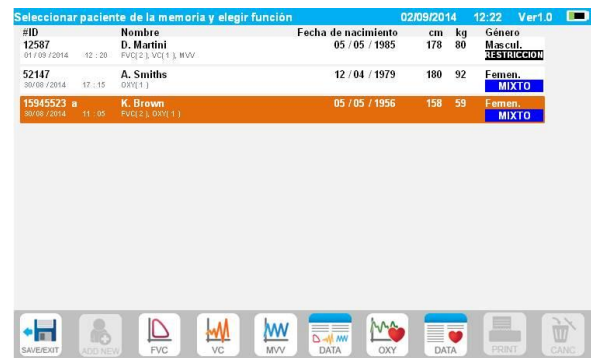 Seleccionar paciente de la memoria y elegir función 02/09/2014 12:22 Ver1.0
#ID Nombre Fecha de nacimiento cm kg Género
12587 D. Martini 05 / 05 / 1985 178 80 Mascul.
01 / 09 / 2014 12 : 20 FVC( 2 ), VC( 1 ), MVV RESTRICCION
52147 A. Smiths 12 / 04 / 1979 180 92 Femen.
30/08 / 2014 17 : 15 OXY( 1 ) MIXTO
15945523 a K. Brown 05 / 05 / 1956 158 59 Femen.
30/08 / 2014 11 : 05 FVC( 2 ), OXY( 1 ) MIXTO
SAVE/EXIT ADD NEW FVC VC MVV DATA OXY DATA PRINT CANC